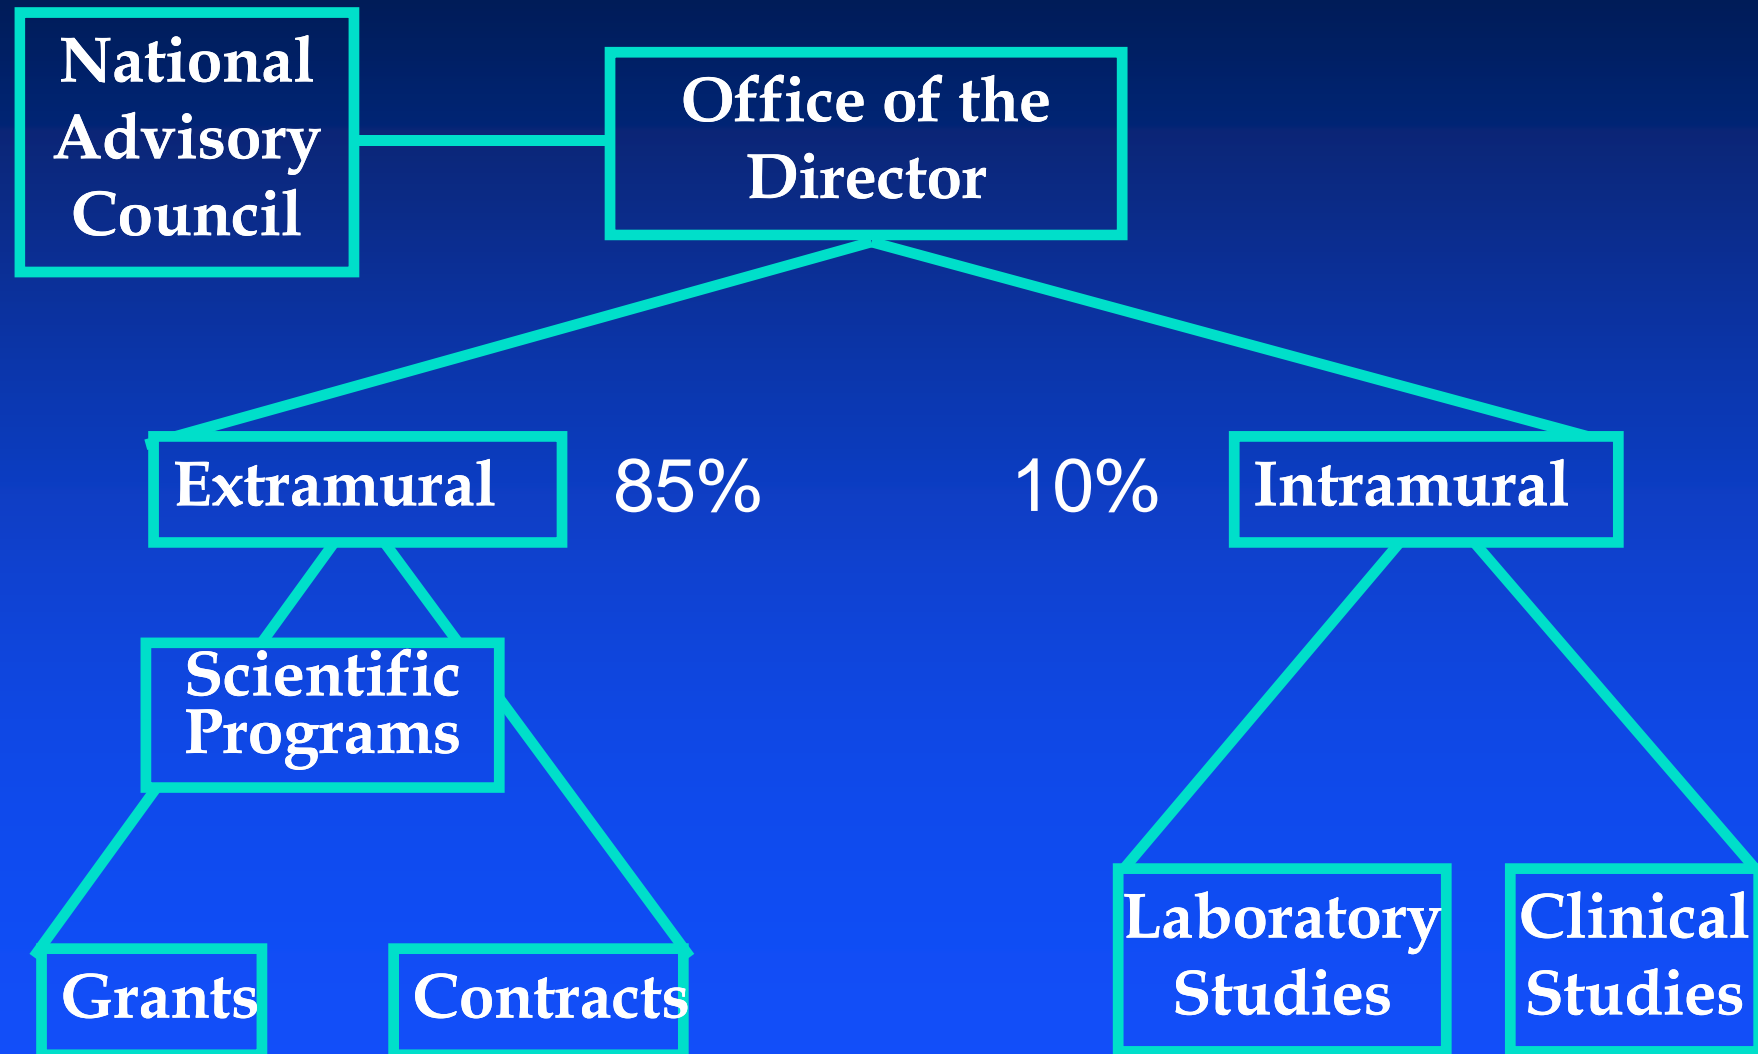 National
Advisory
Council
Office of the
Director
Extramural
85%
10%
Intramural
Scientific
Programs
Grants
Contracts
Laboratory
Studies
Clinical
Studies